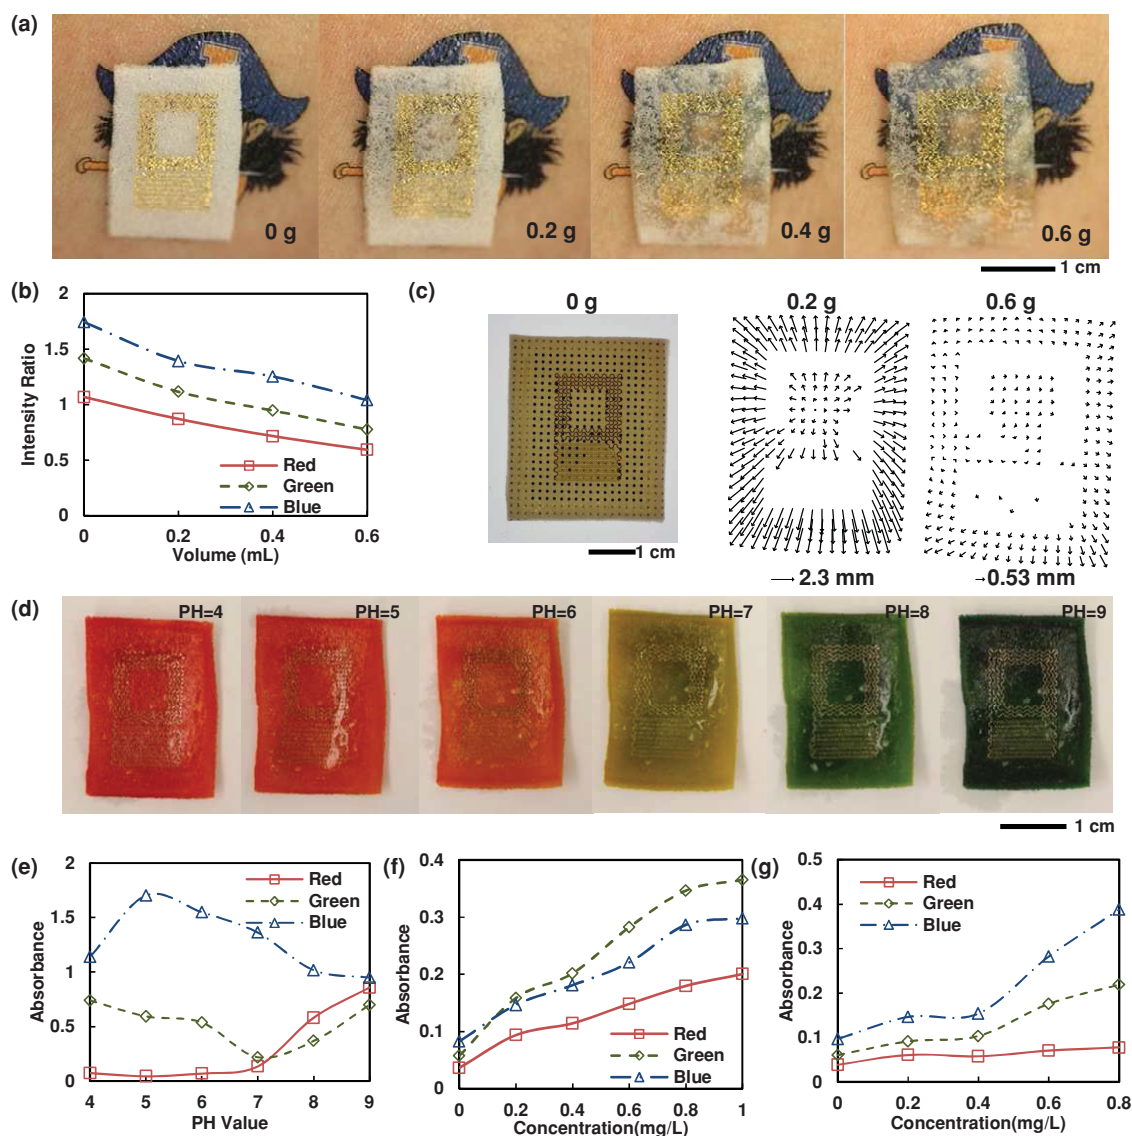 (a)
0 g
0.2 g
0.4 g
0.6 g
1 cm
(b)
2
1.5
1
0.5
0
Intensity Ratio
Red
Green
Blue
0 0.2 0.4 0.6
Volume (mL)
(c)
0 g
0.2 g
0.6 g
1 cm
2.3 mm
0.53 mm
(d)
PH=4
PH=5
PH=6
PH=7
PH=8
PH=9
1 cm
(e)
2
1.5
1
0.5
0
Absorbance
Red
Green
Blue
4 5 6 7 8 9
PH Value
(f)
0.4
0.3
0.2
0.1
0
Absorbance
Red
Green
Blue
0 0.2 0.4 0.6 0.8 1
Concentration(mg/L)
(g)
0.5
0.4
0.3
0.2
0.1
0
Absorbance
Red
Green
Blue
0 0.2 0.4 0.6 0.8
Concentration(mg/L)